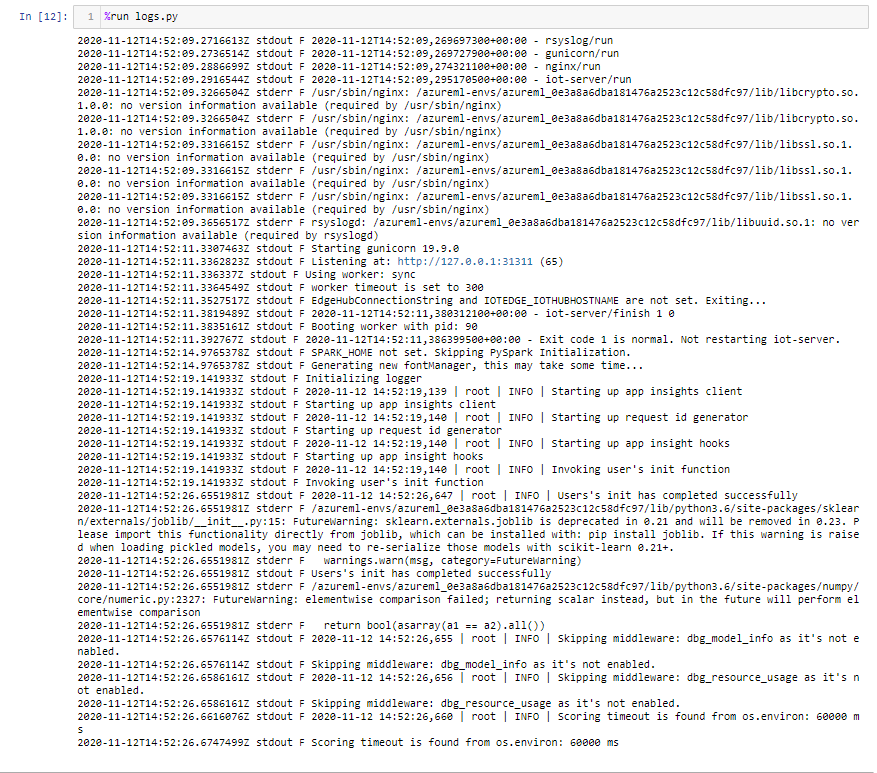 In [12]: 1 %run logs.py
2020-11-12T14:52:09.2716613Z stdout F 2020-11-12T14:52:09,269697300+00:00 - rsyslog/run
2020-11-12T14:52:09.2736514Z stdout F 2020-11-12T14:52:09,269727900+00:00 - gunicorn/run
2020-11-12T14:52:09.2886699Z stdout F 2020-11-12T14:52:09,274321100+00:00 - nginx/run
2020-11-12T14:52:09.2916544Z stdout F 2020-11-12T14:52:09,295170500+00:00 - iot-server/run
2020-11-12T14:52:09.3266504Z stderr F /usr/sbin/nginx: /azureml-envs/azureml_0e3a8a6dba181476a2523c12c58dfc97/lib/libcrypto.so.
1.0.0: no version information available (required by /usr/sbin/nginx)
2020-11-12T14:52:09.3266504Z stderr F /usr/sbin/nginx: /azureml-envs/azureml_0e3a8a6dba181476a2523c12c58dfc97/lib/libcrypto.so.
1.0.0: no version information available (required by /usr/sbin/nginx)
2020-11-12T14:52:09.3316615Z stderr F /usr/sbin/nginx: /azureml-envs/azureml_0e3a8a6dba181476a2523c12c58dfc97/lib/libssl.so.1.
0.0: no version information available (required by /usr/sbin/nginx)
2020-11-12T14:52:09.3316615Z stderr F /usr/sbin/nginx: /azureml-envs/azureml_0e3a8a6dba181476a2523c12c58dfc97/lib/libssl.so.1.
0.0: no version information available (required by /usr/sbin/nginx)
2020-11-12T14:52:09.3316615Z stderr F /usr/sbin/nginx: /azureml-envs/azureml_0e3a8a6dba181476a2523c12c58dfc97/lib/libssl.so.1.
0.0: no version information available (required by /usr/sbin/nginx)
2020-11-12T14:52:09.3656517Z stderr F rsyslogd: /azureml-envs/azureml_0e3a8a6dba181476a2523c12c58dfc97/lib/libuuid.so.1: no ver
sion information available (required by rsyslogd)
2020-11-12T14:52:11.3307463Z stdout F Starting gunicorn 19.9.0
2020-11-12T14:52:11.3362823Z stdout F Listening at: http://127.0.0.1:31311 (65)
2020-11-12T14:52:11.336337Z stdout F Using worker: sync
2020-11-12T14:52:11.3364549Z stdout F worker timeout is set to 300
2020-11-12T14:52:11.3527517Z stdout F EdgeHubConnectionString and IOTEDGE_IOTHUBHOSTNAME are not set. Exiting...
2020-11-12T14:52:11.3819489Z stdout F 2020-11-12T14:52:11,380312100+00:00 - iot-server/finish 1 0
2020-11-12T14:52:11.3835161Z stdout F Booting worker with pid: 90
2020-11-12T14:52:11.392767Z stdout F 2020-11-12T14:52:11,386399500+00:00 - Exit code 1 is normal. Not restarting iot-server.
2020-11-12T14:52:14.9765378Z stdout F SPARK_HOME not set. Skipping PySpark Initialization.
2020-11-12T14:52:14.9765378Z stdout F Generating new fontManager, this may take some time...
2020-11-12T14:52:19.141933Z stdout F Initializing logger
2020-11-12T14:52:19.141933Z stdout F 2020-11-12 14:52:19,139 | root | INFO | Starting up app insights client
2020-11-12T14:52:19.141933Z stdout F Starting up app insights client
2020-11-12T14:52:19.141933Z stdout F 2020-11-12 14:52:19,140 | root | INFO | Starting up request id generator
2020-11-12T14:52:19.141933Z stdout F Starting up request id generator
2020-11-12T14:52:19.141933Z stdout F 2020-11-12 14:52:19,140 | root | INFO | Starting up app insight hooks
2020-11-12T14:52:19.141933Z stdout F Starting up app insight hooks
2020-11-12T14:52:19.141933Z stdout F 2020-11-12 14:52:19,140 | root | INFO | Invoking user's init function
2020-11-12T14:52:19.141933Z stdout F Invoking user's init function
2020-11-12T14:52:26.6551981Z stdout F 2020-11-12 14:52:26,647 | root | INFO | Users's init has completed successfully
2020-11-12T14:52:26.6551981Z stderr F /azureml-envs/azureml_0e3a8a6dba181476a2523c12c58dfc97/lib/python3.6/site-packages/sklear
n/externals/joblib/__init__.py:15: FutureWarning: sklearn.externals.joblib is deprecated in 0.21 and will be removed in 0.23. P
lease import this functionality directly from joblib, which can be installed with: pip install joblib. If this warning is raise
d when loading pickled models, you may need to re-serialize those models with scikit-learn 0.21+.
2020-11-12T14:52:26.6551981Z stderr F   warnings.warn(msg, category=FutureWarning)
2020-11-12T14:52:26.6551981Z stdout F Users's init has completed successfully
2020-11-12T14:52:26.6551981Z stderr F /azureml-envs/azureml_0e3a8a6dba181476a2523c12c58dfc97/lib/python3.6/site-packages/numpy/
core/numeric.py:2327: FutureWarning: elementwise comparison failed; returning scalar instead, but in the future will perform el
ementwise comparison
2020-11-12T14:52:26.6551981Z stderr F   return bool(asarray(a1 == a2).all())
2020-11-12T14:52:26.6576114Z stdout F 2020-11-12 14:52:26,655 | root | INFO | Skipping middleware: dbg_model_info as it's not e
nabled.
2020-11-12T14:52:26.6576114Z stdout F Skipping middleware: dbg_model_info as it's not enabled.
2020-11-12T14:52:26.6586161Z stdout F 2020-11-12 14:52:26,656 | root | INFO | Skipping middleware: dbg_resource_usage as it's n
ot enabled.
2020-11-12T14:52:26.6586161Z stdout F Skipping middleware: dbg_resource_usage as it's not enabled.
2020-11-12T14:52:26.6616076Z stdout F 2020-11-12 14:52:26,660 | root | INFO | Scoring timeout is found from os.environ: 60000 m
s
2020-11-12T14:52:26.6747499Z stdout F Scoring timeout is found from os.environ: 60000 ms